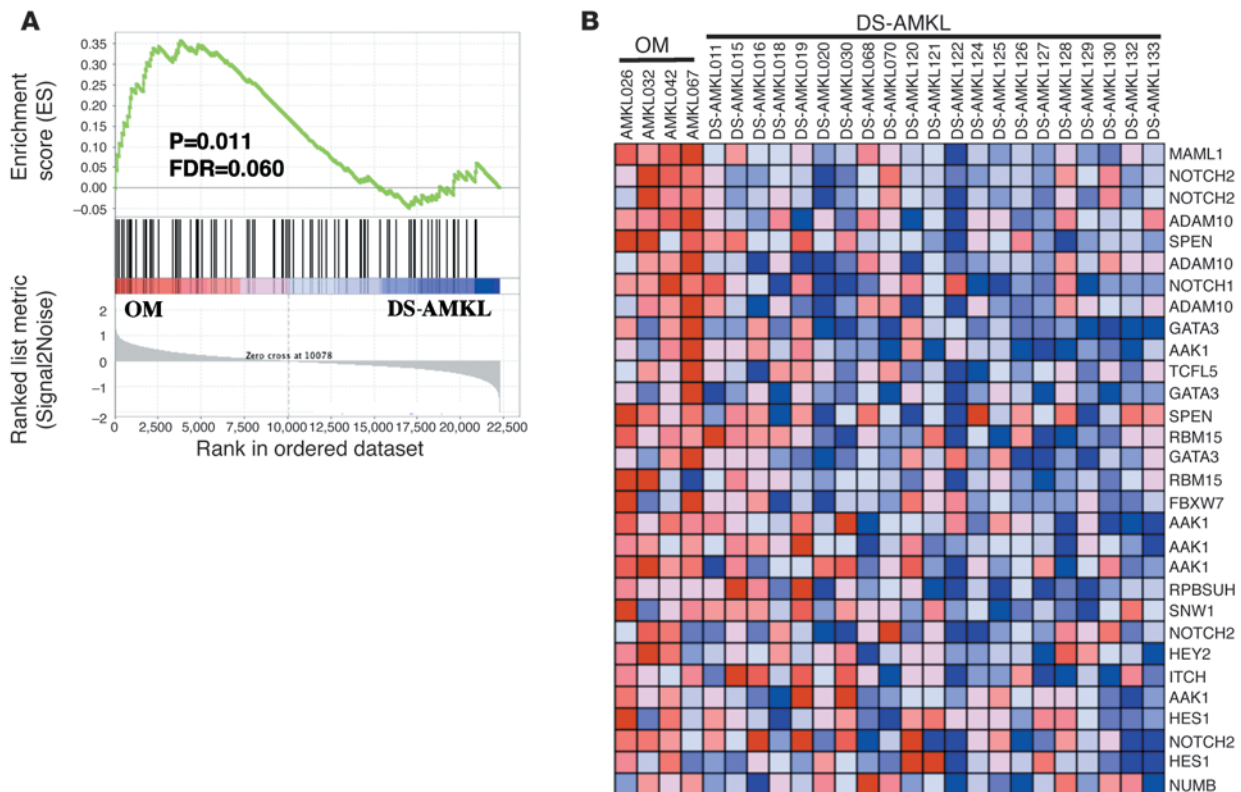 A
Enrichment score (ES)
0.35
0.30
0.25
0.20
0.15
0.10
0.05
0.00
−0.05
P=0.011
FDR=0.060
OM
DS-AMKL
Ranked list metric (Signal2Noise)
2
1
0
−1
−2
Zero cross at 10078
0
2,500
5,000
7,500
10,000
12,500
15,000
17,500
20,000
22,500
Rank in ordered dataset
B
OM
DS-AMKL
AMKL026
AMKL032
AMKL042
AMKL067
DS-AMKL011
DS-AMKL015
DS-AMKL016
DS-AMKL018
DS-AMKL019
DS-AMKL020
DS-AMKL030
DS-AMKL068
DS-AMKL070
DS-AMKL120
DS-AMKL121
DS-AMKL122
DS-AMKL124
DS-AMKL125
DS-AMKL126
DS-AMKL127
DS-AMKL128
DS-AMKL129
DS-AMKL130
DS-AMKL132
DS-AMKL133
MAML1
NOTCH2
NOTCH2
ADAM10
SPEN
ADAM10
NOTCH1
ADAM10
GATA3
AAK1
TCFL5
GATA3
SPEN
RBM15
GATA3
RBM15
FBXW7
AAK1
AAK1
AAK1
RPBSUH
SNW1
NOTCH2
HEY2
ITCH
AAK1
HES1
NOTCH2
HES1
NUMB